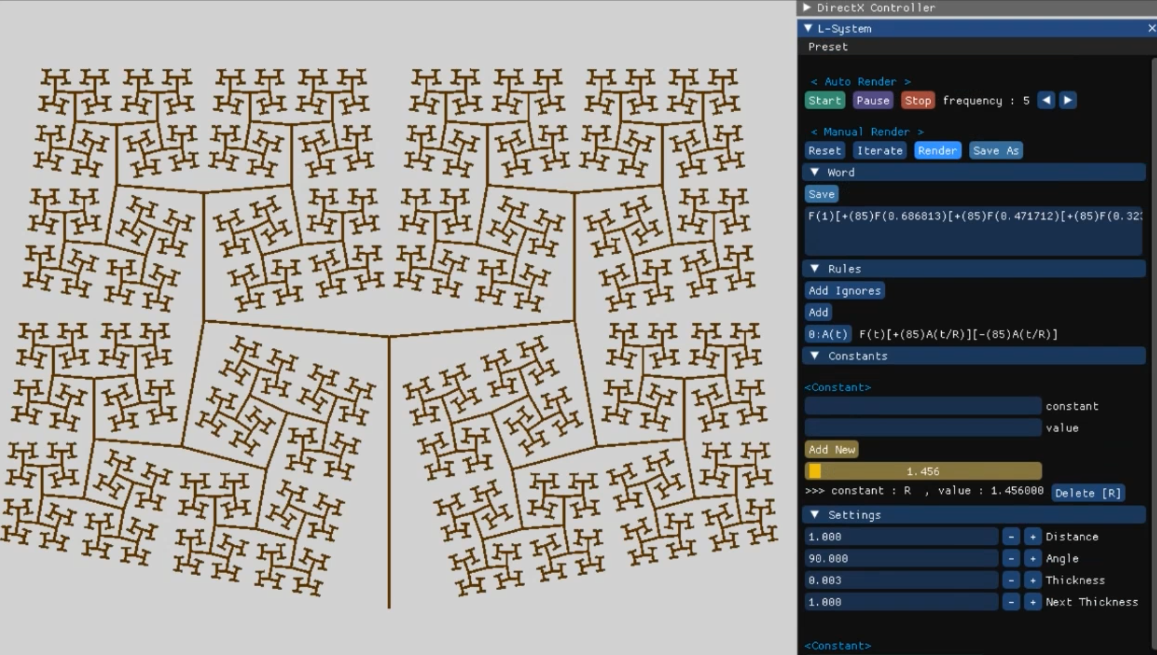 DirectX Controller
L-System
Preset
< Auto Render >
Start Pause Stop frequency : 5
< Manual Render >
Reset Iterate Render Save As
Word
Save
F(1)[+(85)F(0.686813)[+(85)F(0.471712)[+(85)F(0.32
Rules
Add Ignores
Add
0:A(t) F(t)[+(85)A(t/R)][-(85)A(t/R)]
Constants
<Constant>
constant
value
Add New
1.456
>>> constant : R , value : 1.456000 Delete [R]
Settings
1.000 - + Distance
90.000 - + Angle
0.003 - + Thickness
1.000 - + Next Thickness
<Constant>